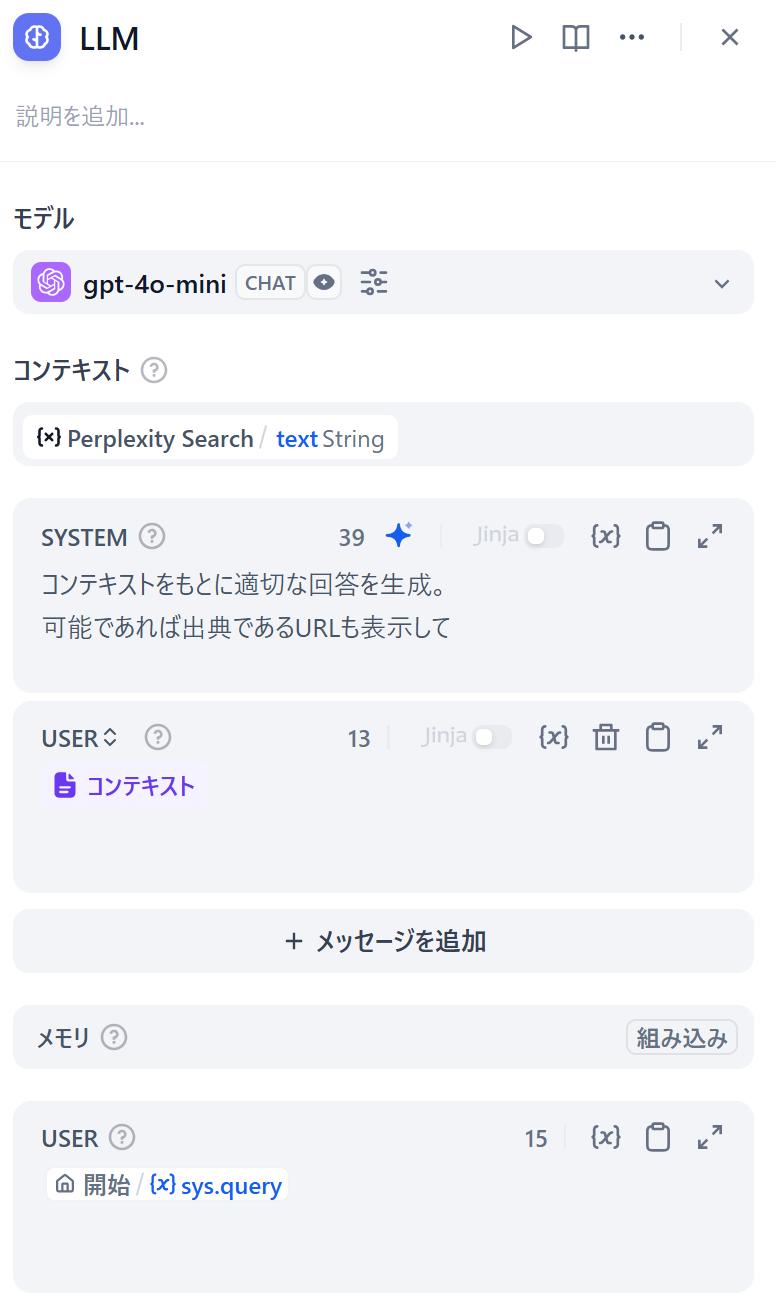 LLM
説明を追加...
モデル
gpt-4o-mini CHAT
コンテキスト ?
{x} Perplexity Search / text String
SYSTEM ? 39 Jinja {x}
コンテキストをもとに適切な回答を生成。
可能であれば出典であるURLも表示して
USER ? 13 Jinja {x}
コンテキスト
+ メッセージを追加
メモリ ? 組み込み
USER ? 15 {x}
開始 / {x} sys.query